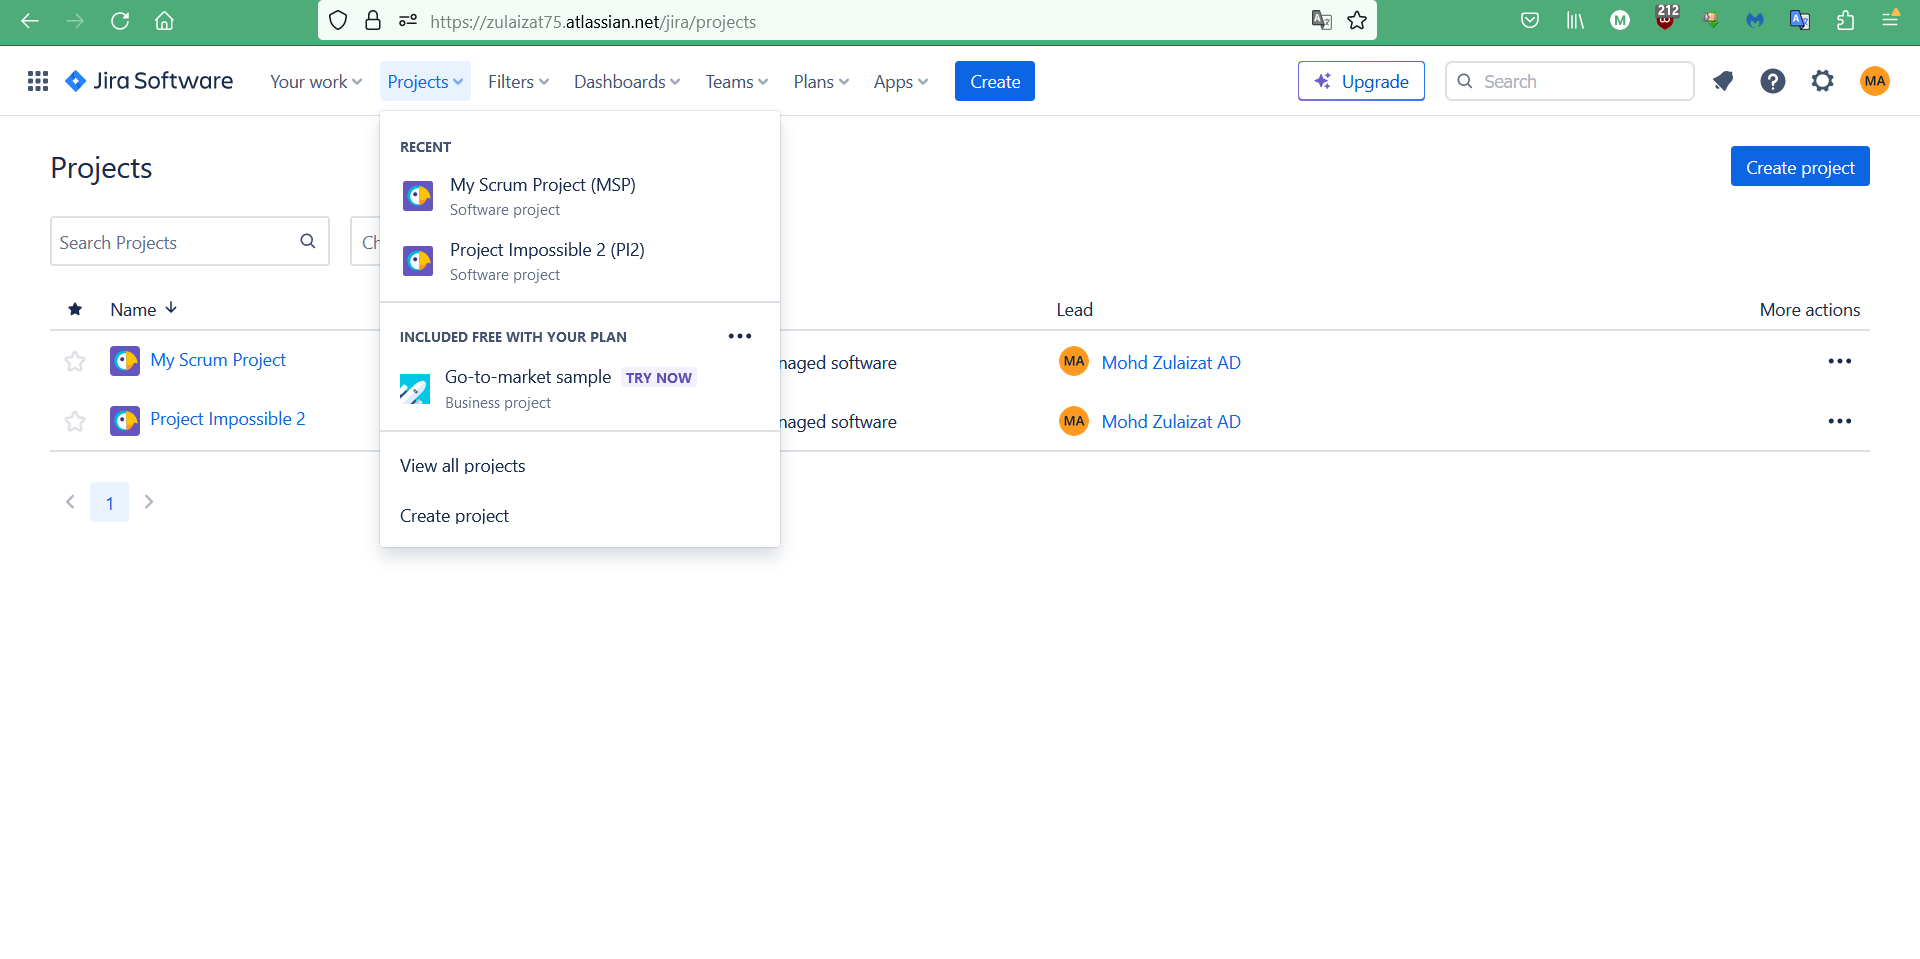 https://zulaizat75.atlassian.net/jira/projects
M
212
Jira Software
Your work
Projects
Filters
Dashboards
Teams
Plans
Apps
Create
Upgrade
Search
MA
Projects
Create project
Search Projects
Ch
RECENT
My Scrum Project (MSP)
Software project
Project Impossible 2 (PI2)
Software project
INCLUDED FREE WITH YOUR PLAN
Go-to-market sample TRY NOW
Business project
View all projects
Create project
Name
Lead
More actions
My Scrum Project
naged software
MA Mohd Zulaizat AD
Project Impossible 2
naged software
MA Mohd Zulaizat AD
1